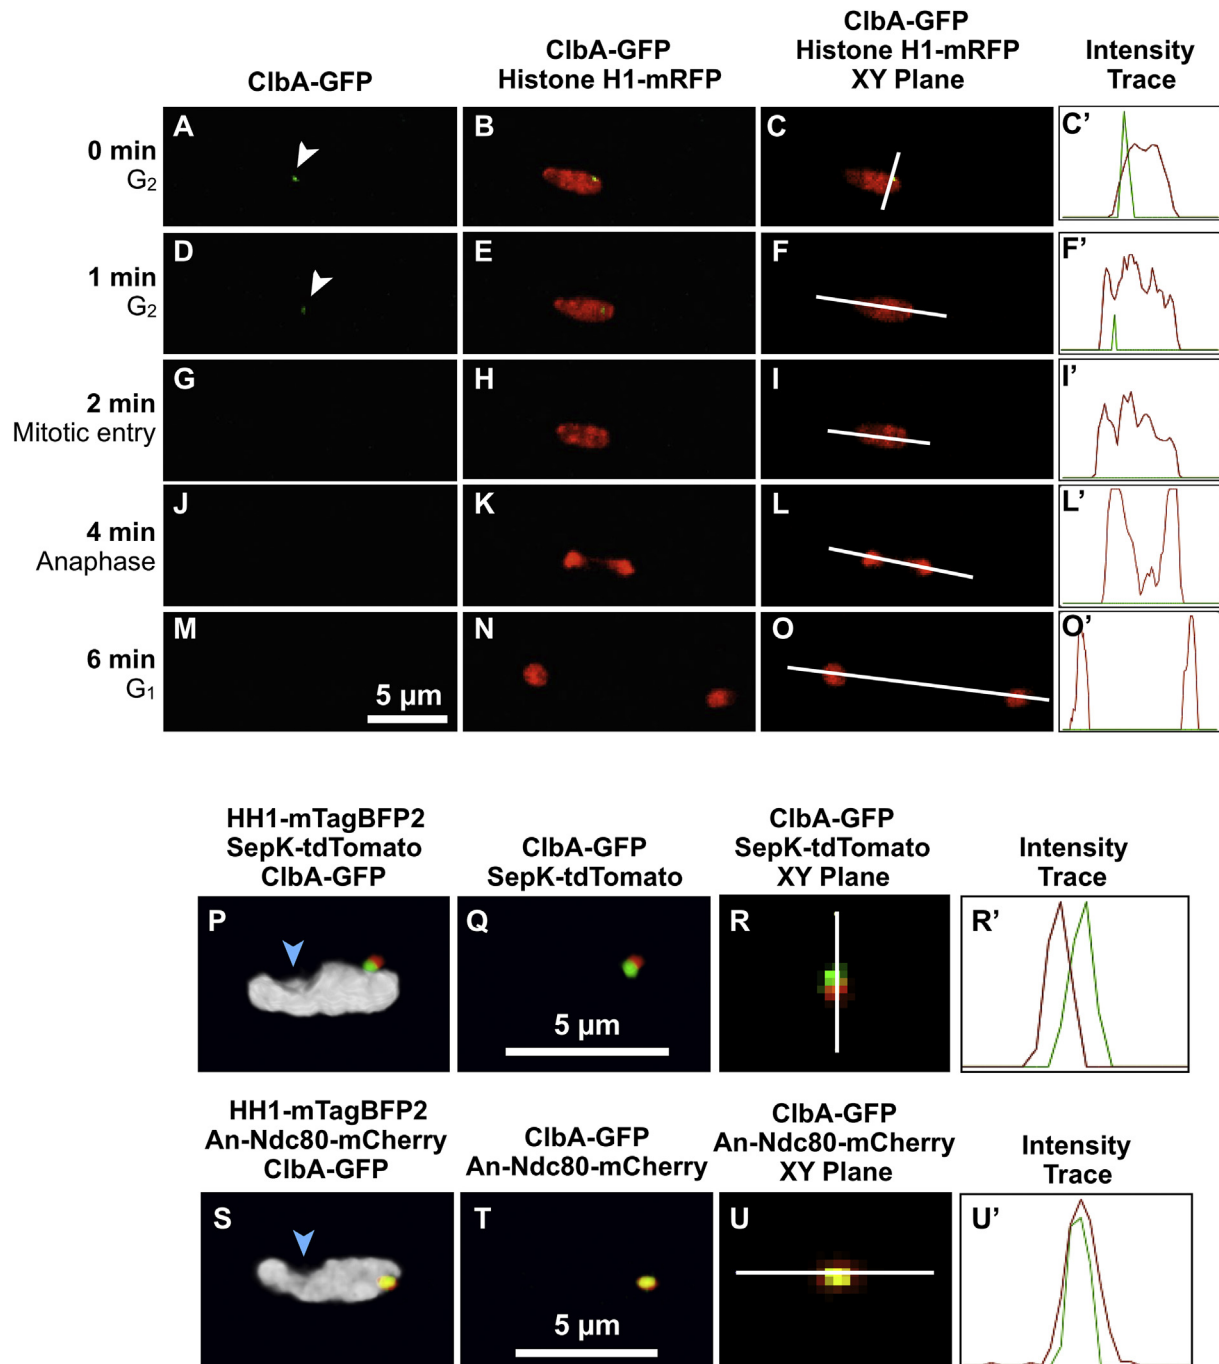 ClbA-GFP
ClbA-GFP
Histone H1-mRFP
ClbA-GFP
Histone H1-mRFP
XY Plane
Intensity
Trace
0 min
G₂
A
B
C
C'
1 min
G₂
D
E
F
F'
2 min
Mitotic entry
G
H
I
I'
4 min
Anaphase
J
K
L
L'
6 min
G₁
M
5 µm
N
O
O'
HH1-mTagBFP2
SepK-tdTomato
ClbA-GFP
ClbA-GFP
SepK-tdTomato
ClbA-GFP
SepK-tdTomato
XY Plane
Intensity
Trace
P
Q
5 µm
R
R'
HH1-mTagBFP2
An-Ndc80-mCherry
ClbA-GFP
ClbA-GFP
An-Ndc80-mCherry
ClbA-GFP
An-Ndc80-mCherry
XY Plane
Intensity
Trace
S
T
5 µm
U
U'